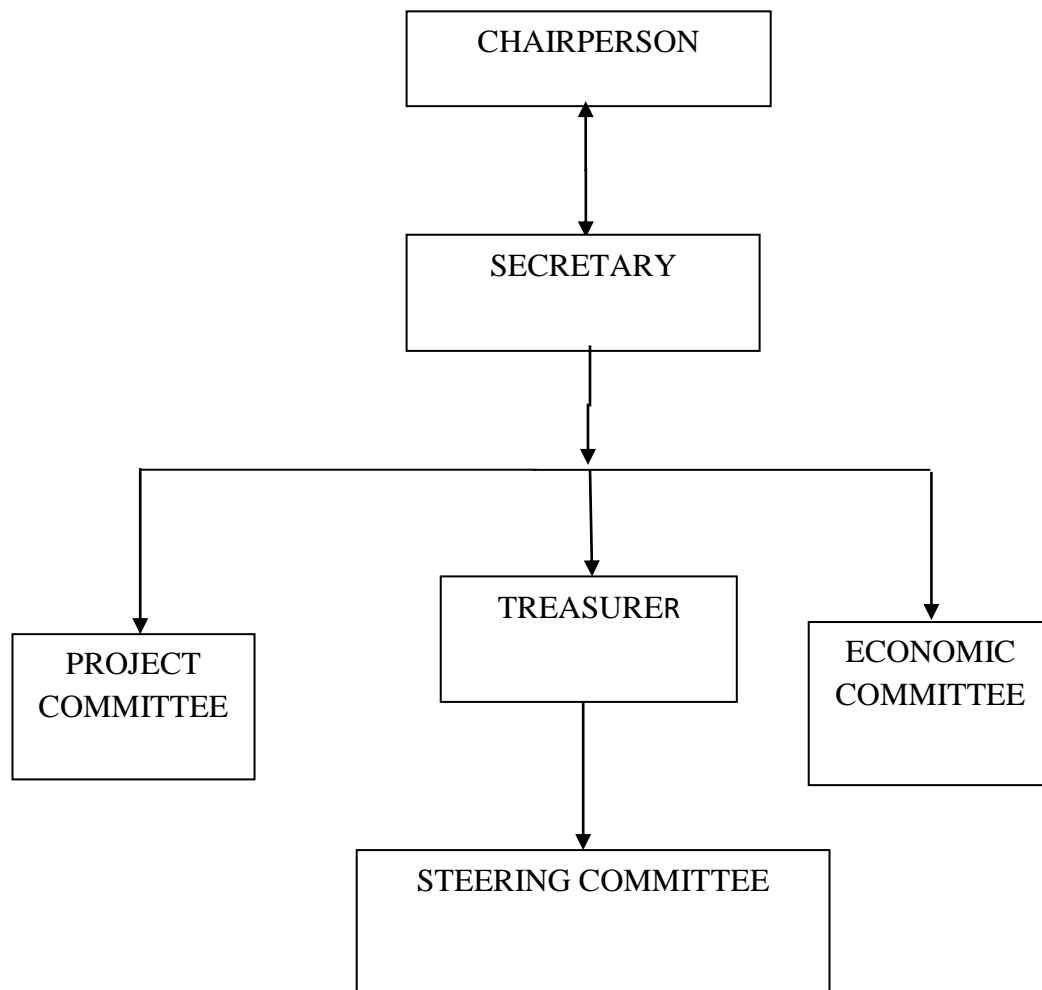 CHAIRPERSON
SECRETARY
TREASURER
PROJECT
COMMITTEE
ECONOMIC
COMMITTEE
STEERING COMMITTEE